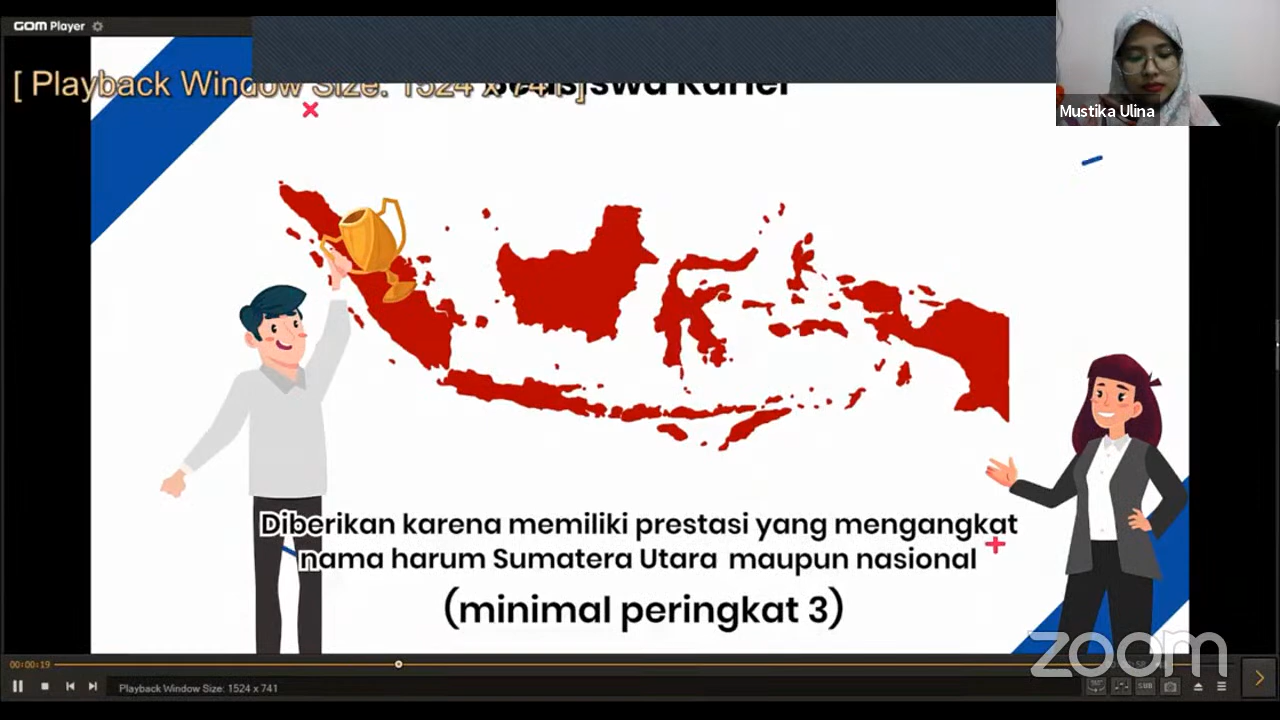 GOM Player
[ Playback Window Size: 1524 x 741 ]
Mustika Ulina
Diberikan karena memiliki prestasi yang mengangkat
nama harum Sumatera Utara maupun nasional
(minimal peringkat 3)
zoom
00:00:19
Playback Window Size: 1524 x 741
SUB